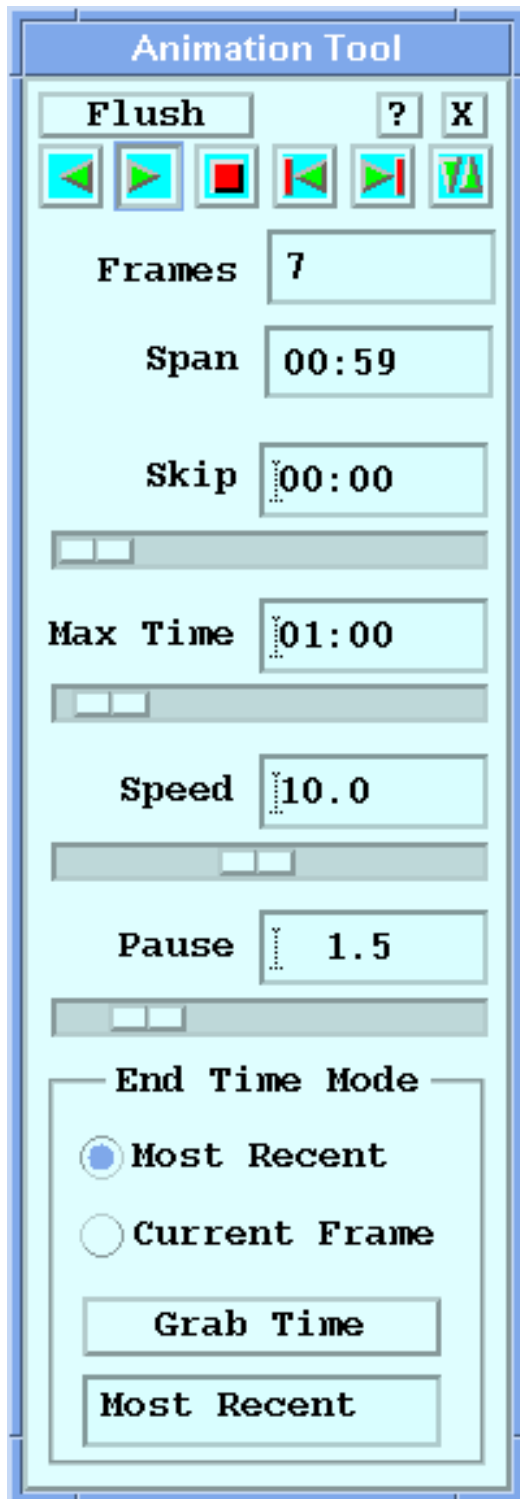 Animation Tool
Flush ? X
Frames 7
Span 00:59
Skip 00:00
Max Time 01:00
Speed 10.0
Pause 1.5
End Time Mode
Most Recent
Current Frame
Grab Time
Most Recent